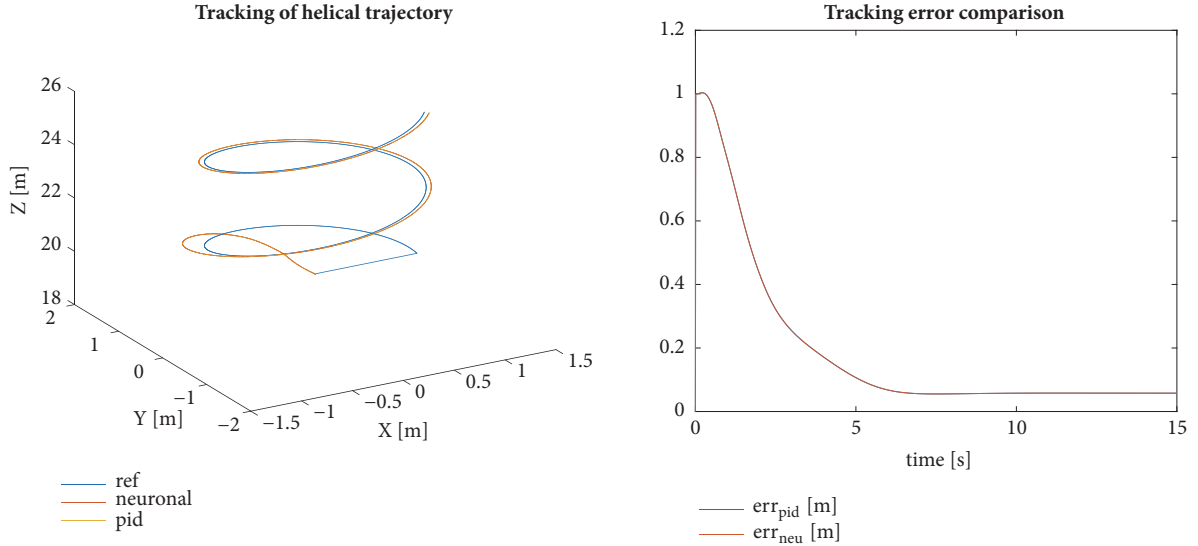 Tracking of helical trajectory
26
24
22
20
18
Z [m]
2
1
0
−1
−2
Y [m]
−1.5
−1
−0.5
0
0.5
1
1.5
X [m]
ref
neuronal
pid
Tracking error comparison
1.2
1
0.8
0.6
0.4
0.2
0
0
5
10
15
time [s]
err_pid [m]
err_neu [m]